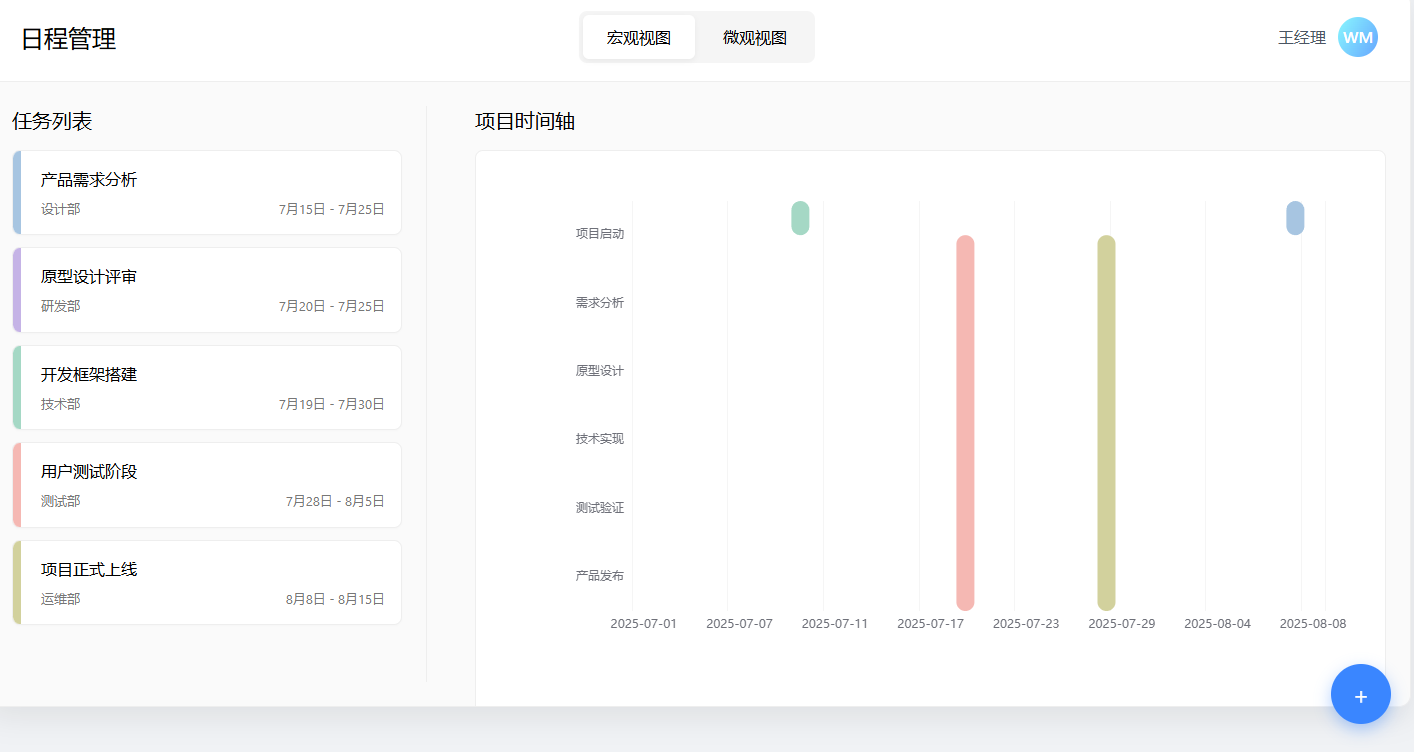 日程管理
宏观视图
微观视图
王经理
WM
任务列表
产品需求分析
设计部
7月15日 - 7月25日
原型设计评审
研发部
7月20日 - 7月25日
开发框架搭建
技术部
7月19日 - 7月30日
用户测试阶段
测试部
7月28日 - 8月5日
项目正式上线
运维部
8月8日 - 8月15日
项目时间轴
项目启动
需求分析
原型设计
技术实现
测试验证
产品发布
2025-07-01
2025-07-07
2025-07-11
2025-07-17
2025-07-23
2025-07-29
2025-08-04
2025-08-08
+